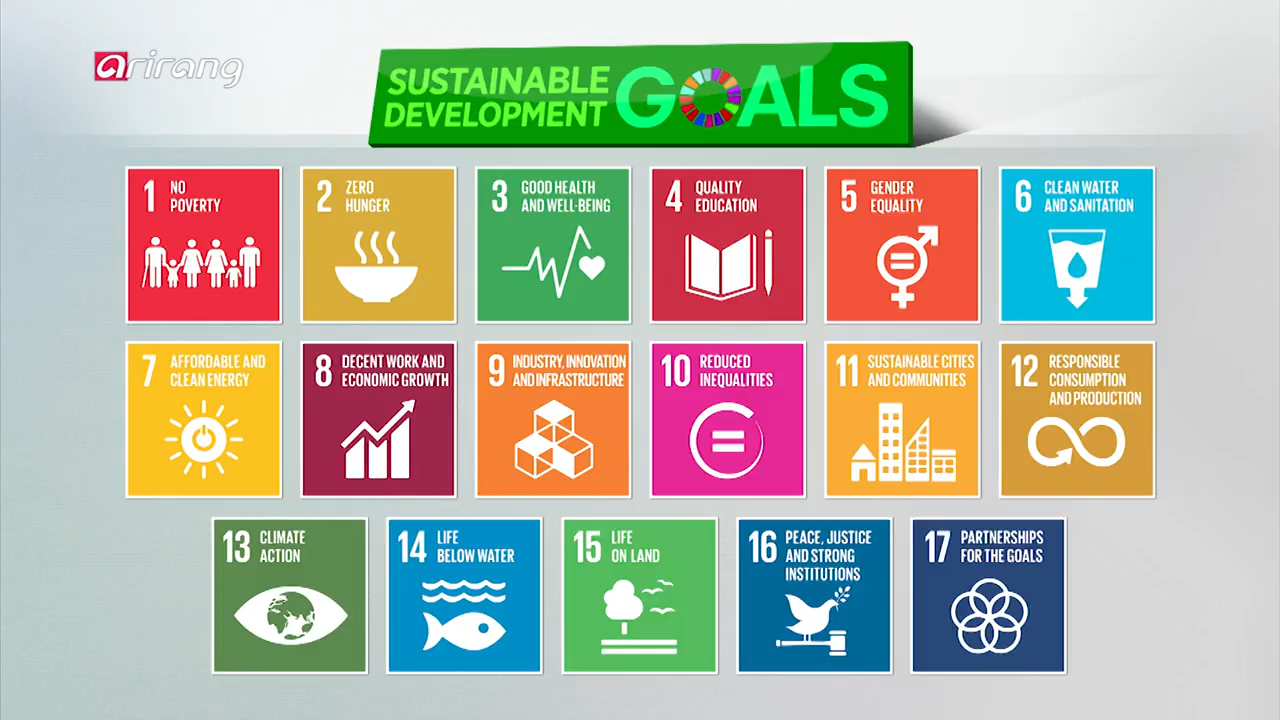 arirang
SUSTAINABLE
DEVELOPMENT
GOALS
1 NO
POVERTY
2 ZERO
HUNGER
3 GOOD HEALTH
AND WELL-BEING
4 QUALITY
EDUCATION
5 GENDER
EQUALITY
6 CLEAN WATER
AND SANITATION
7 AFFORDABLE AND
CLEAN ENERGY
8 DECENT WORK AND
ECONOMIC GROWTH
9 INDUSTRY, INNOVATION
AND INFRASTRUCTURE
10 REDUCED
INEQUALITIES
11 SUSTAINABLE CITIES
AND COMMUNITIES
12 RESPONSIBLE
CONSUMPTION
AND PRODUCTION
13 CLIMATE
ACTION
14 LIFE
BELOW WATER
15 LIFE
ON LAND
16 PEACE, JUSTICE
AND STRONG
INSTITUTIONS
17 PARTNERSHIPS
FOR THE GOALS